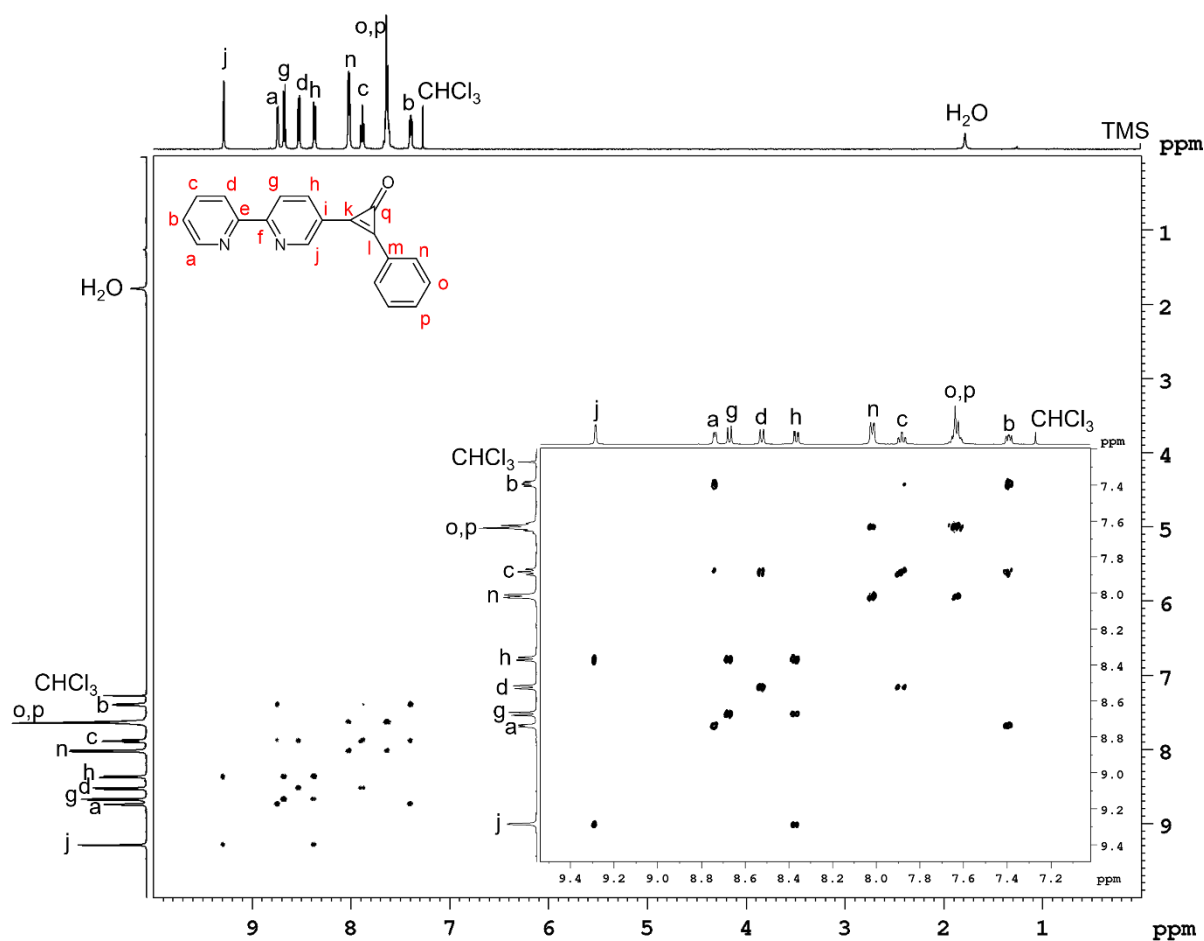 j a g d h n c o,p b CHCl3 H2O TMS ppm
c d g h O
b e i k q
a N f N j l m n
o
p
H2O
CHCl3
b
o,p
c
n
h
d
g
a
j
j a g d h n c o,p b CHCl3 ppm
CHCl3
b
o,p
c
n
h
d
g
a
j
7.4
7.6
7.8
8.0
8.2
8.4
8.6
8.8
9.0
9.2
9.4
9.4 9.2 9.0 8.8 8.6 8.4 8.2 8.0 7.8 7.6 7.4 7.2 ppm
1
2
3
4
5
6
7
8
9
9 8 7 6 5 4 3 2 1 ppm